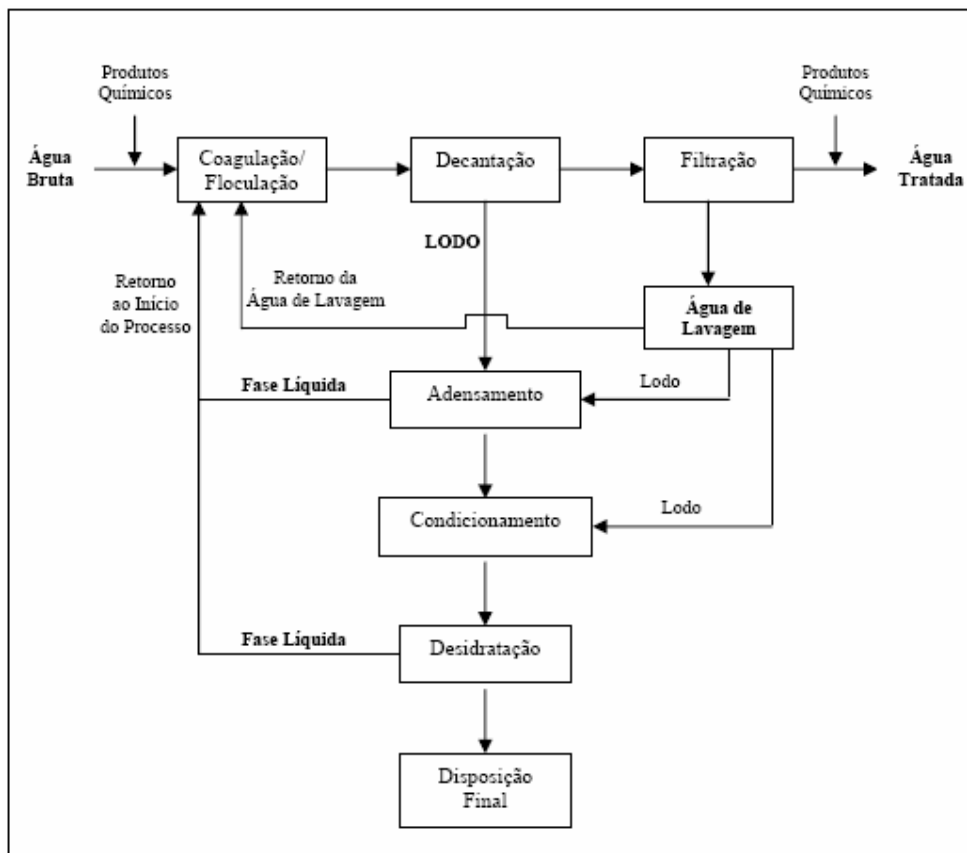 Produtos
Químicos
Produtos
Químicos
Água
Bruta
Coagulação/
Floculação
Decantação
Filtração
Água
Tratada
LODO
Retorno
ao Início
do Processo
Retorno da
Água de Lavagem
Água de
Lavagem
Fase Líquida
Adensamento
Lodo
Condicionamento
Lodo
Fase Líquida
Desidratação
Disposição
Final